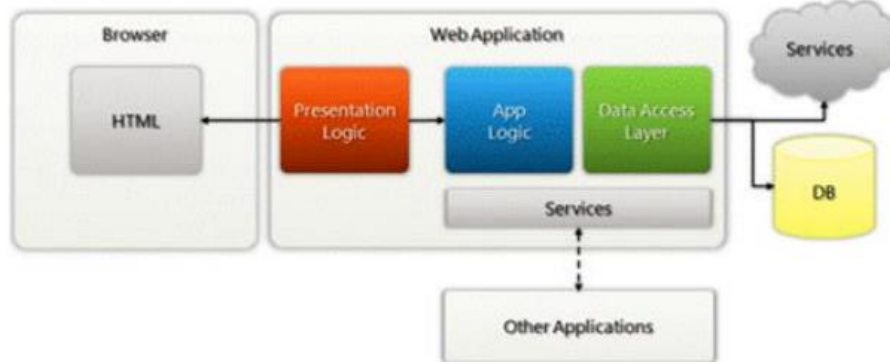 Browser
Web Application
Services
HTML
Presentation
Logic
App
Logic
Data Access
Layer
DB
Services
Other Applications